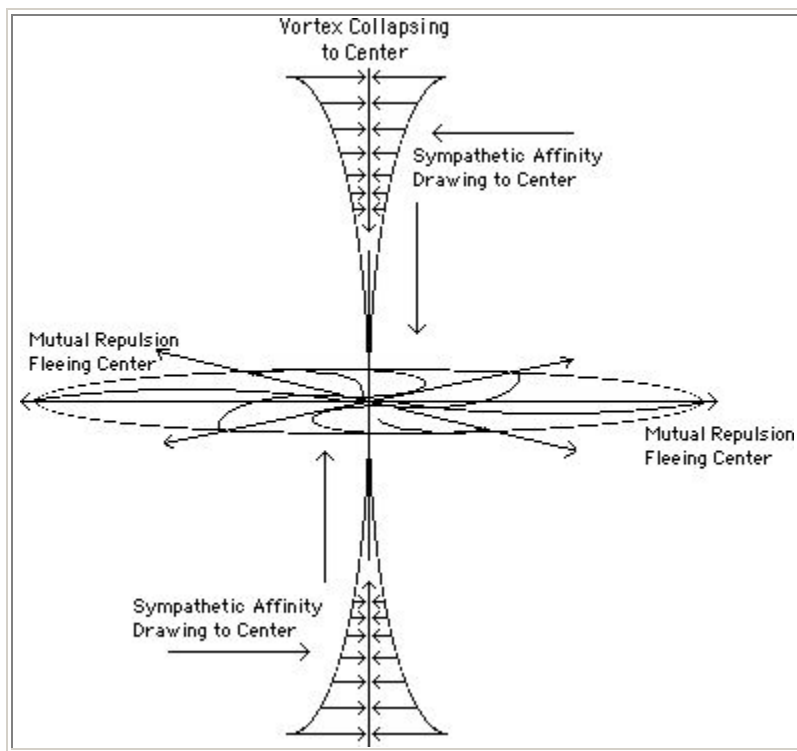 Vortex Collapsing
to Center
Sympathetic Affinity
Drawing to Center
Mutual Repulsion
Fleeing Center
Mutual Repulsion
Fleeing Center
Sympathetic Affinity
Drawing to Center